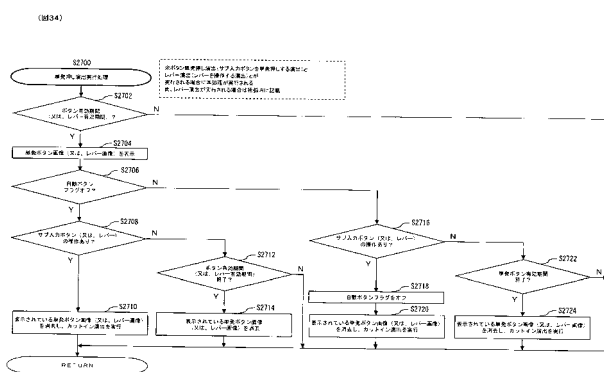 (図34)
S2700
単発押し演出実行処理
※ボタン単発押し演出(サブ入力ボタンを単発押しする演出)と
レバー演出(レバーを操作する演出)とが
実行される場合に本処理が実行される
尚、レバー演出が実行される場合は括弧内に記載
S2702
ボタン有効期間
(又は、レバー有効期間)?
N
Y
S2704
単発ボタン画像(又は、レバー画像)を表示
S2706
自動ボタン
フラグオフ?
N
Y
S2708
サブ入力ボタン(又は、レバー)
の操作あり?
N
Y
S2716
サブ入力ボタン(又は、レバー)
の操作あり?
N
Y
S2712
ボタン有効期間
(又は、レバー有効期間)
終了?
N
Y
S2722
単発ボタン有効期間
終了?
N
Y
S2718
自動ボタンフラグをオフ
S2710
表示されている単発ボタン画像(又は、レバー画像)
を消去し、カットイン演出を実行
S2714
表示されている単発ボタン画像
(又は、レバー画像)を消去
S2720
表示されている単発ボタン画像(又は、レバー画像)
を消去し、カットイン演出を実行
S2724
表示されている単発ボタン画像(又は、レバー画像)
を消去し、カットイン演出を実行
RETURN